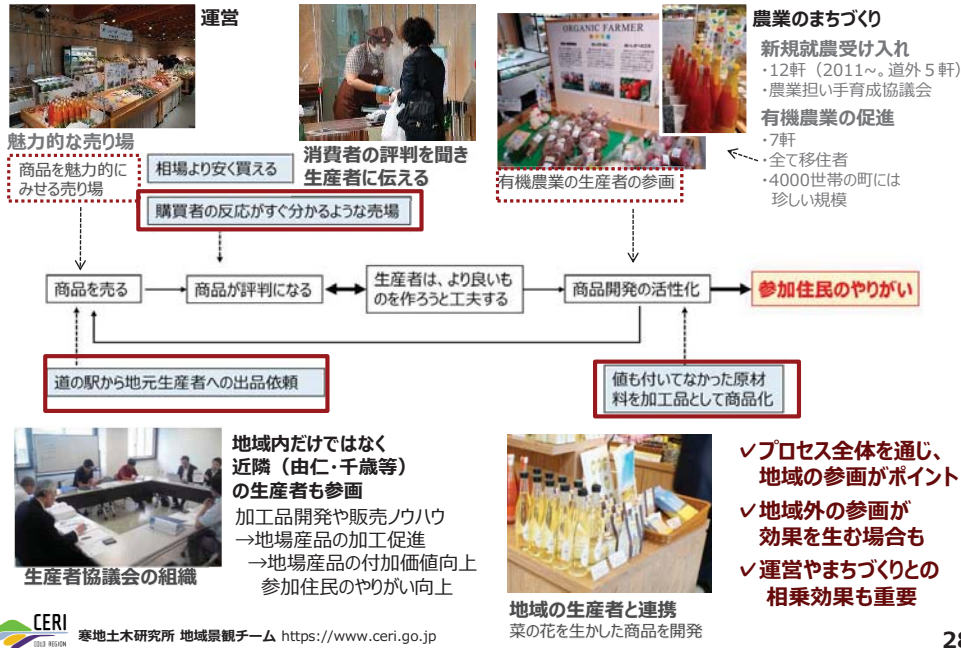 運営
農業のまちづくり
新規就農受け入れ
・12軒（2011~。道外５軒）
・農業担い手育成協議会
有機農業の促進
・7軒
・全て移住者
・4000世帯の町には
珍しい規模
ORGANIC FARMER
魅力的な売り場
商品を魅力的に
みせる売り場
相場より安く買える
消費者の評判を聞き
生産者に伝える
購買者の反応がすぐ分かるような売場
有機農業の生産者の参画
商品を売る
商品が評判になる
生産者は、より良いも
のを作ろうと工夫する
商品開発の活性化
参加住民のやりがい
道の駅から地元生産者への出品依頼
値も付いてなかった原材
料を加工品として商品化
地域内だけではなく
近隣（由仁・千歳等）
の生産者も参画
加工品開発や販売ノウハウ
→地場産品の加工促進
→地場産品の付加価値向上
参加住民のやりがい向上
生産者協議会の組織
地域の生産者と連携
菜の花を生かした商品を開発
✓プロセス全体を通じ、
地域の参画がポイント
✓地域外の参画が
効果を生む場合も
✓運営やまちづくりとの
相乗効果も重要
CERI
COLD REGION
寒地土木研究所 地域景観チーム https://www.ceri.go.jp
28